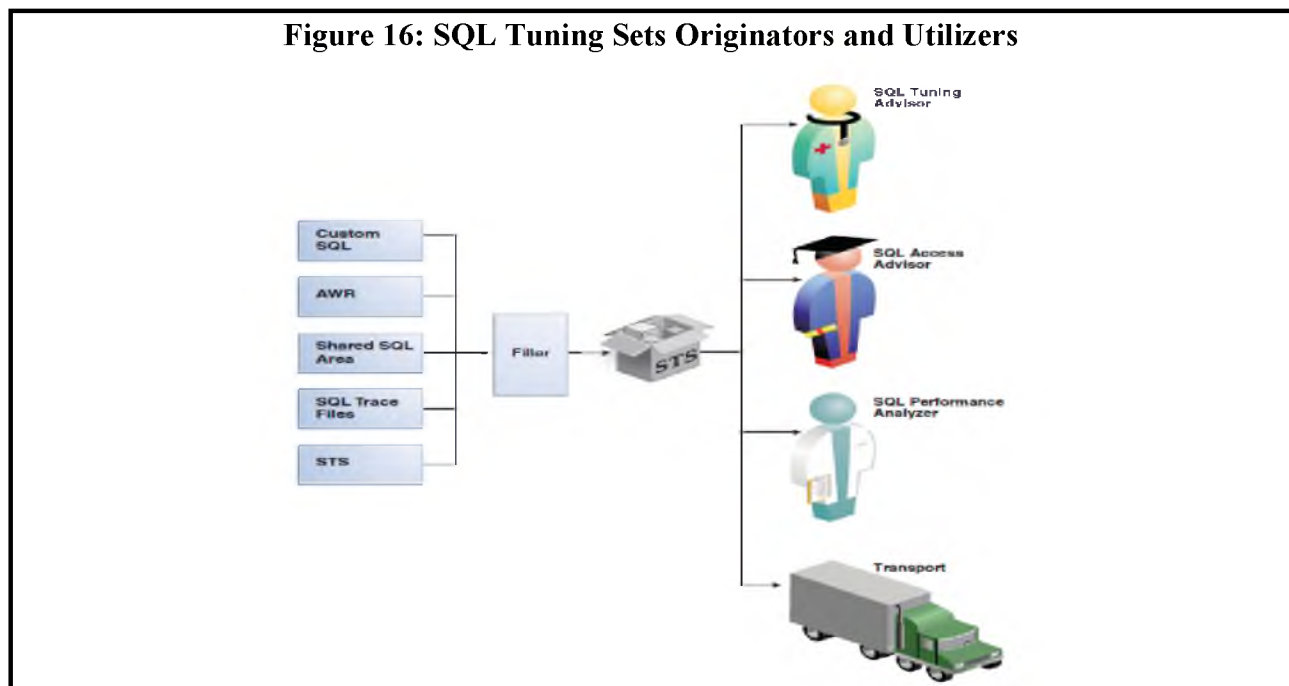 Figure 16: SQL Tuning Sets Originators and Utilizers
SQL Tuning
Advisor
Custom
SQL
AWR
Shared SQL
Area
SQL Trace
Files
STS
Filter
STS
SQL Access
Advisor
SQL Performance
Analyzer
Transport